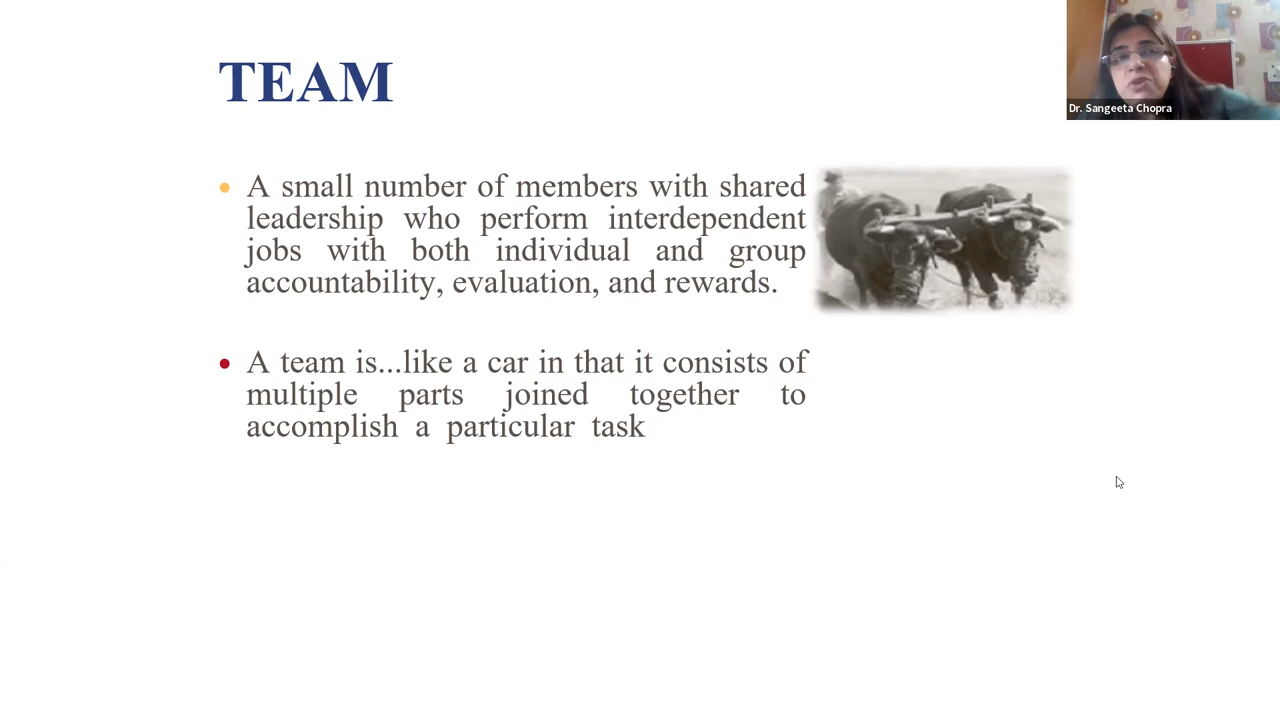 TEAM
Dr. Sangeeta Chopra
A small number of members with shared
leadership who perform interdependent
jobs with both individual and group
accountability, evaluation, and rewards.
A team is...like a car in that it consists of
multiple parts joined together to
accomplish a particular task